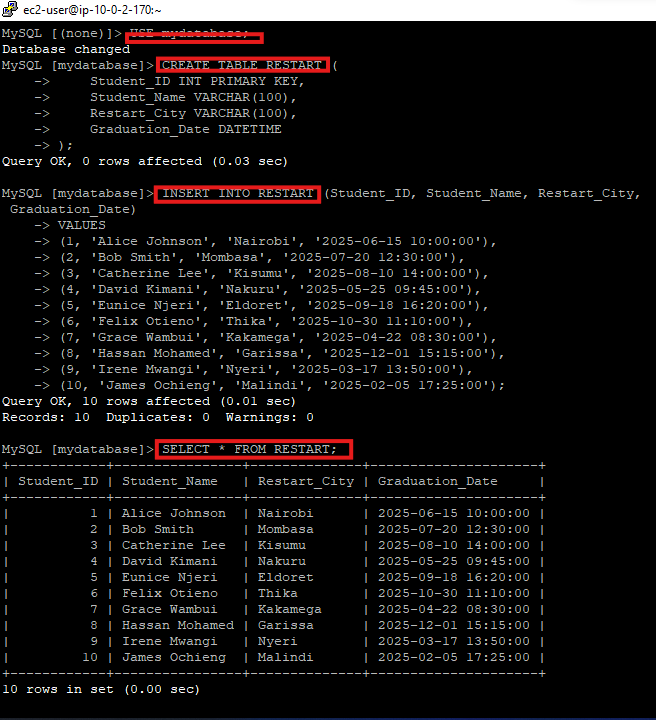 ec2-user@ip-10-0-2-170:~
MySQL [(none)]> USE mydatabase;
Database changed
MySQL [mydatabase]> CREATE TABLE RESTART (
    ->     Student_ID INT PRIMARY KEY,
    ->     Student_Name VARCHAR(100),
    ->     Restart_City VARCHAR(100),
    ->     Graduation_Date DATETIME
    -> );
Query OK, 0 rows affected (0.03 sec)
MySQL [mydatabase]> INSERT INTO RESTART (Student_ID, Student_Name, Restart_City,
 Graduation_Date)
    -> VALUES
    -> (1, 'Alice Johnson', 'Nairobi', '2025-06-15 10:00:00'),
    -> (2, 'Bob Smith', 'Mombasa', '2025-07-20 12:30:00'),
    -> (3, 'Catherine Lee', 'Kisumu', '2025-08-10 14:00:00'),
    -> (4, 'David Kimani', 'Nakuru', '2025-05-25 09:45:00'),
    -> (5, 'Eunice Njeri', 'Eldoret', '2025-09-18 16:20:00'),
    -> (6, 'Felix Otieno', 'Thika', '2025-10-30 11:10:00'),
    -> (7, 'Grace Wambui', 'Kakamega', '2025-04-22 08:30:00'),
    -> (8, 'Hassan Mohamed', 'Garissa', '2025-12-01 15:15:00'),
    -> (9, 'Irene Mwangi', 'Nyeri', '2025-03-17 13:50:00'),
    -> (10, 'James Ochieng', 'Malindi', '2025-02-05 17:25:00');
Query OK, 10 rows affected (0.01 sec)
Records: 10  Duplicates: 0  Warnings: 0
MySQL [mydatabase]> SELECT * FROM RESTART;
+------------+----------------+--------------+---------------------+
| Student_ID | Student_Name   | Restart_City | Graduation_Date     |
+------------+----------------+--------------+---------------------+
|          1 | Alice Johnson  | Nairobi      | 2025-06-15 10:00:00 |
|          2 | Bob Smith      | Mombasa      | 2025-07-20 12:30:00 |
|          3 | Catherine Lee  | Kisumu       | 2025-08-10 14:00:00 |
|          4 | David Kimani   | Nakuru       | 2025-05-25 09:45:00 |
|          5 | Eunice Njeri   | Eldoret      | 2025-09-18 16:20:00 |
|          6 | Felix Otieno   | Thika        | 2025-10-30 11:10:00 |
|          7 | Grace Wambui   | Kakamega     | 2025-04-22 08:30:00 |
|          8 | Hassan Mohamed | Garissa      | 2025-12-01 15:15:00 |
|          9 | Irene Mwangi   | Nyeri        | 2025-03-17 13:50:00 |
|         10 | James Ochieng  | Malindi      | 2025-02-05 17:25:00 |
+------------+----------------+--------------+---------------------+
10 rows in set (0.00 sec)